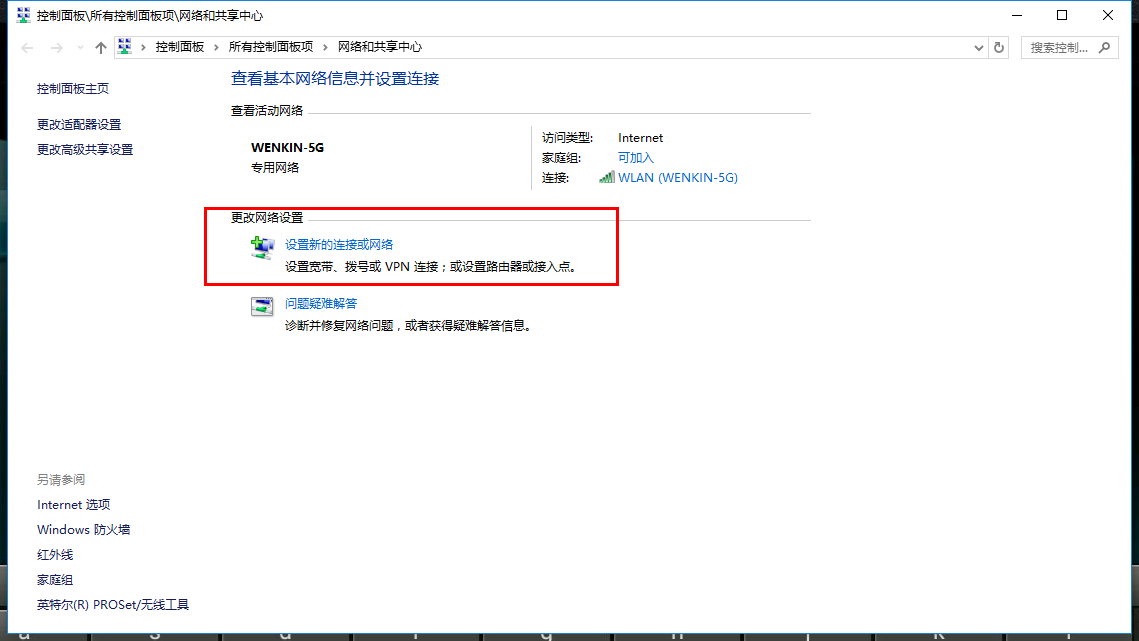 控制面板\所有控制面板项\网络和共享中心
控制面板 › 所有控制面板项 › 网络和共享中心
搜索控制...
控制面板主页
更改适配器设置
更改高级共享设置
查看基本网络信息并设置连接
查看活动网络
WENKIN-5G
专用网络
访问类型: Internet
家庭组: 可加入
连接: WLAN (WENKIN-5G)
更改网络设置
设置新的连接或网络
设置宽带、拨号或 VPN 连接；或设置路由器或接入点。
问题疑难解答
诊断并修复网络问题，或者获得疑难解答信息。
另请参阅
Internet 选项
Windows 防火墙
红外线
家庭组
英特尔(R) PROSet/无线工具